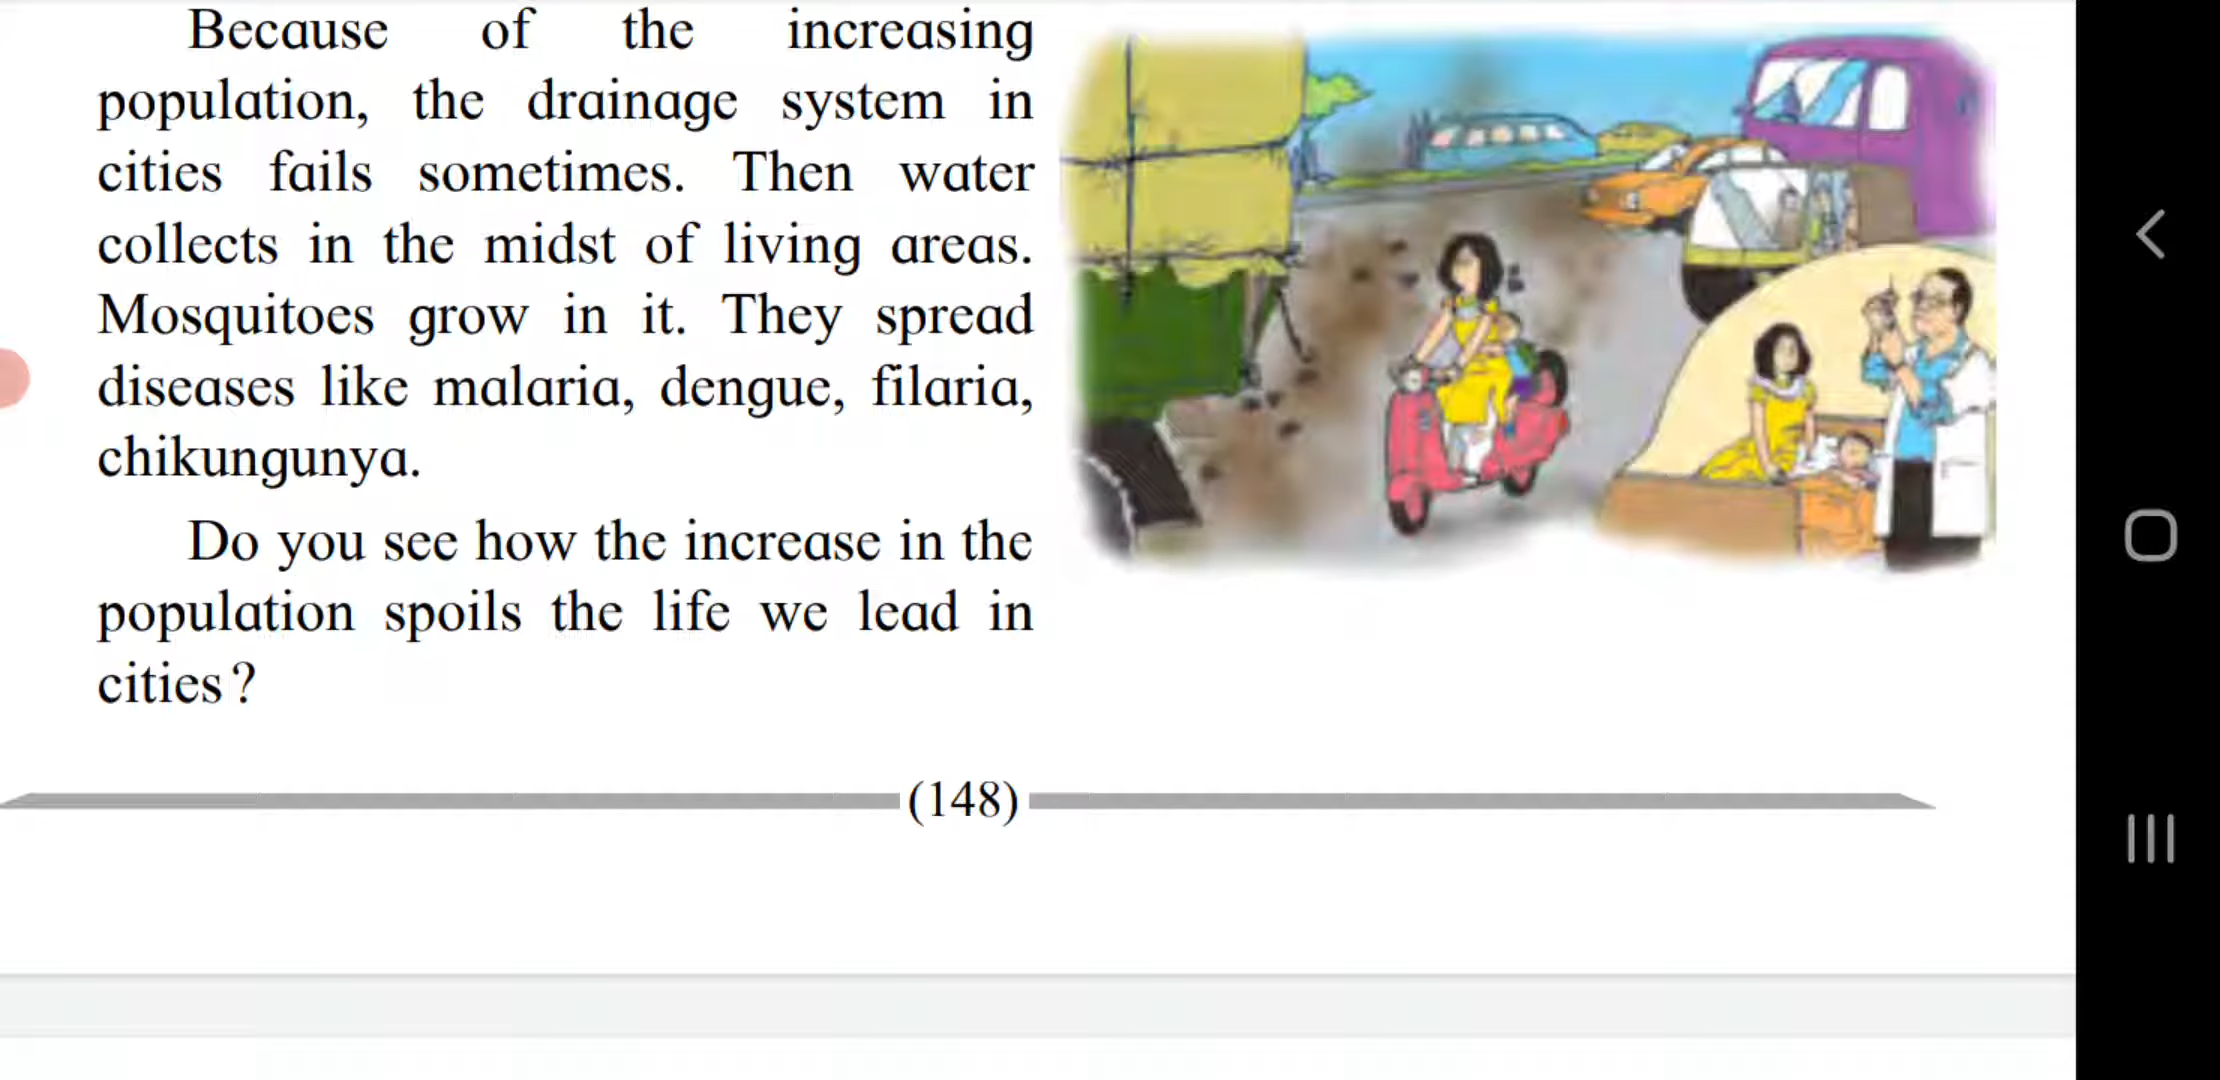 Because of the increasing
population, the drainage system in
cities fails sometimes. Then water
collects in the midst of living areas.
Mosquitoes grow in it. They spread
diseases like malaria, dengue, filaria,
chikungunya.
Do you see how the increase in the
population spoils the life we lead in
cities ?
(148)